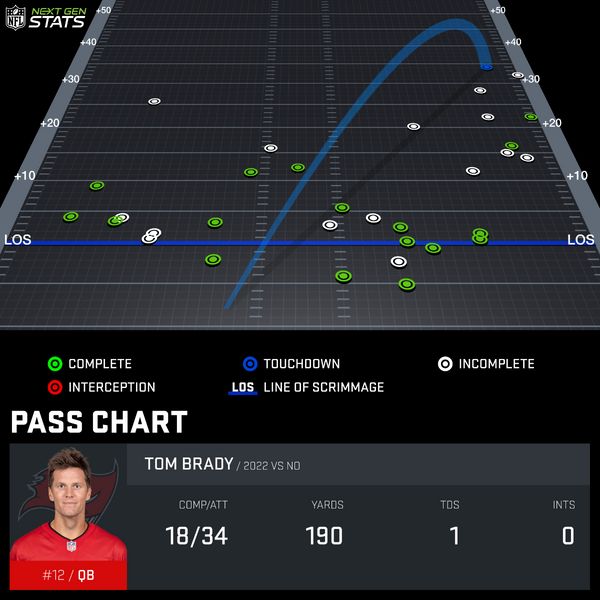 NFL NEXT GEN STATS
+50 +50
+30 +30
+20 +20
+10 +10
LOS LOS
COMPLETE TOUCHDOWN INCOMPLETE
INTERCEPTION LOS LINE OF SCRIMMAGE
PASS CHART
TOM BRADY / 2022 VS NO
COMP/ATT YARDS TDS INTS
18/34 190 1 0
#12 / QB